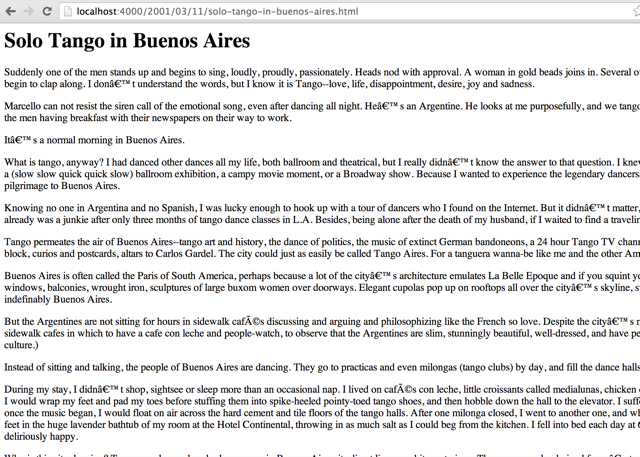 localhost:4000/2001/03/11/solo-tango-in-buenos-aires.html
Solo Tango in Buenos Aires
Suddenly one of the men stands up and begins to sing, loudly, proudly, passionately. Heads nod with approval. A woman in gold beads joins in. Several o
begin to clap along. I donâ€™t understand the words, but I know it is Tango--love, life, disappointment, desire, joy and sadness.
Marcello can not resist the siren call of the emotional song, even after dancing all night. Heâ€™s an Argentine. He looks at me purposefully, and we tang
the men having breakfast with their newspapers on their way to work.
Itâ€™s a normal morning in Buenos Aires.
What is tango, anyway? I had danced other dances all my life, both ballroom and theatrical, but I really didnâ€™t know the answer to that question. I knew
a (slow slow quick quick slow) ballroom exhibition, a campy movie moment, or a Broadway show. Because I wanted to experience the legendary dancers
pilgrimage to Buenos Aires.
Knowing no one in Argentina and no Spanish, I was lucky enough to hook up with a tour of dancers who I found on the Internet. But it didnâ€™t matter,
already was a junkie after only three months of tango dance classes in L.A. Besides, being alone after the death of my husband, if I waited to find a travelin
Tango permeates the air of Buenos Aires--tango art and history, the dance of politics, the music of extinct German bandoneons, a 24 hour Tango TV chan
block, curios and postcards, altars to Carlos Gardel. The city could just as easily be called Tango Aires. For a tanguera wanna-be like me and the other Am
Buenos Aires is often called the Paris of South America, perhaps because a lot of the cityâ€™s architecture emulates La Belle Epoque and if you squint yo
windows, balconies, wrought iron, sculptures of large buxom women over doorways. Elegant cupolas pop up on rooftops all over the cityâ€™s skyline, s
indefinably Buenos Aires.
But the Argentines are not sitting for hours in sidewalk cafÃ©s discussing and arguing and philosophizing like the French so love. Despite the cityâ€™s
sidewalk cafes in which to have a cafe con leche and people-watch, to observe that the Argentines are slim, stunningly beautiful, well-dressed, and have pe
culture.)
Instead of sitting and talking, the people of Buenos Aires are dancing. They go to practicas and even milongas (tango clubs) by day, and fill the dance halls
During my stay, I didnâ€™t shop, sightsee or sleep more than an occasional nap. I lived on cafÃ©s con leche, little croissants called medialunas, chicken
I would wrap my feet and pad my toes before stuffing them into spike-heeled pointy-toed tango shoes, and then hobble down the hall to the elevator. I suff
once the music began, I would float on air across the hard cement and tile floors of the tango halls. After one milonga closed, I went to another one, and wh
feet in the huge lavender bathtub of my room at the Hotel Continental, throwing in as much salt as I could beg from the kitchen. I fell into bed each day at
deliriously happy.